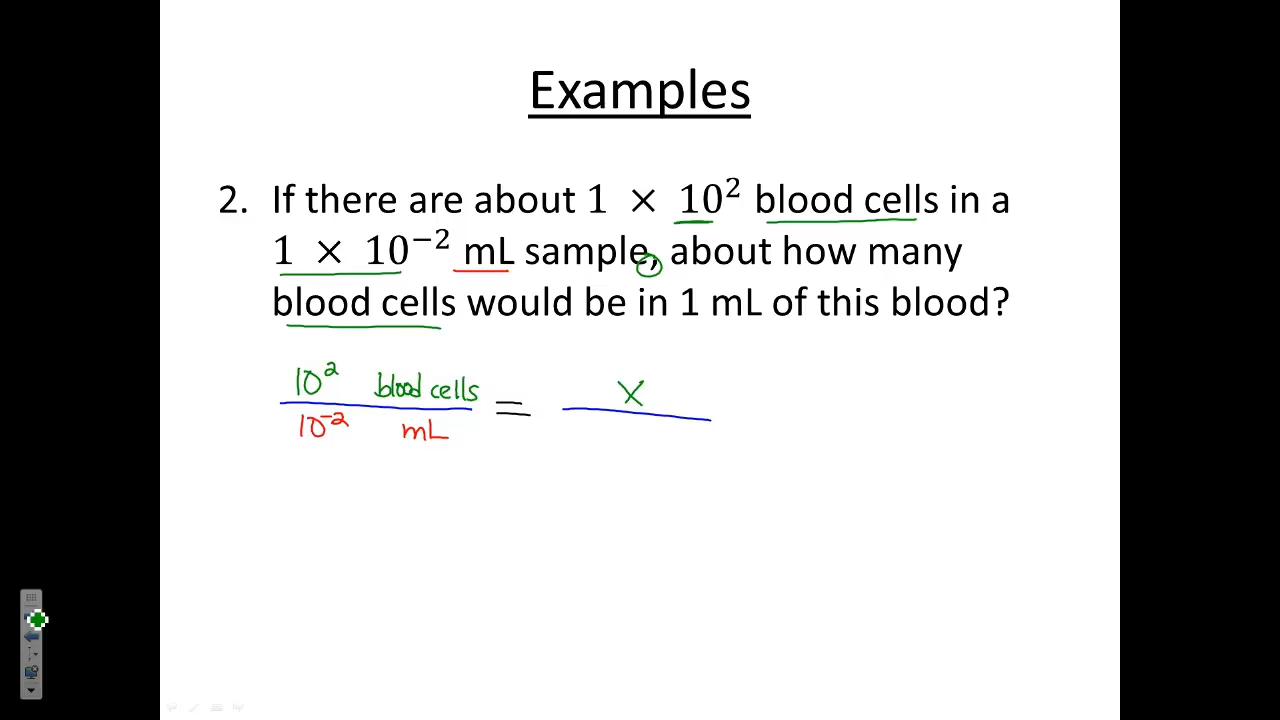 Examples
2. If there are about 1 × 10² blood cells in a
1 × 10⁻² mL sample, about how many
blood cells would be in 1 mL of this blood?
10² blood cells = X
10⁻² mL